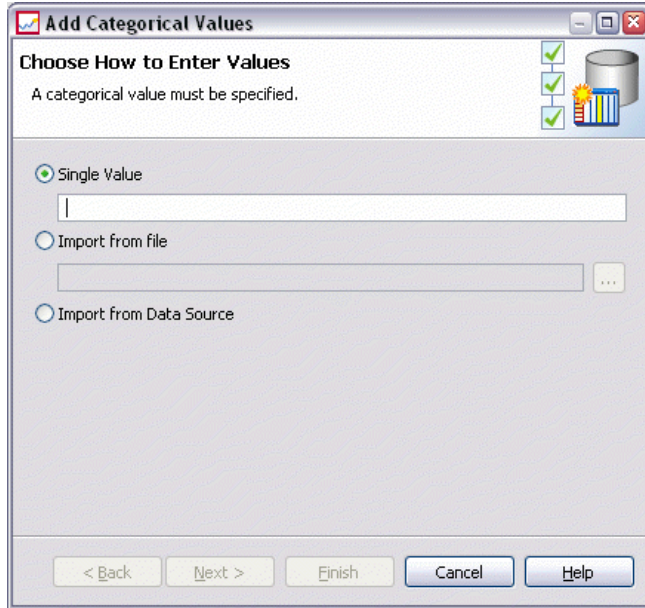 Add Categorical Values
Choose How to Enter Values
A categorical value must be specified.
Single Value
Import from file
...
Import from Data Source
< Back Next > Finish Cancel Help